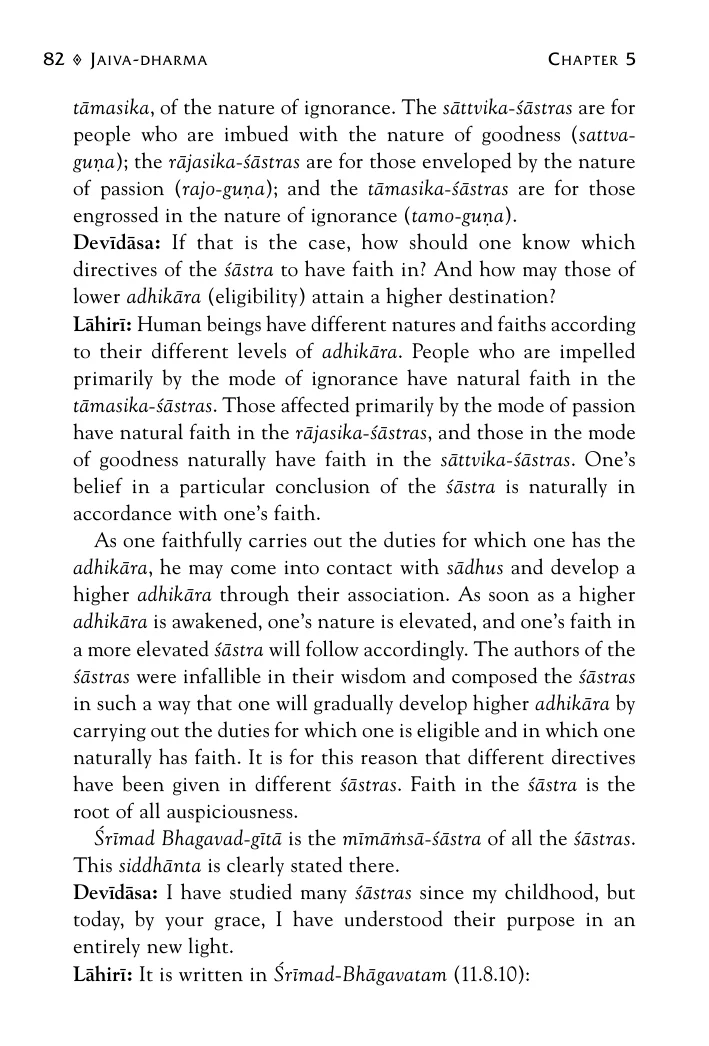 82 ◊ JAIVA-DHARMA CHAPTER 5
tāmasika, of the nature of ignorance. The sāttvika-śāstras are for
people who are imbued with the nature of goodness (sattva-
guṇa); the rājasika-śāstras are for those enveloped by the nature
of passion (rajo-guṇa); and the tāmasika-śāstras are for those
engrossed in the nature of ignorance (tamo-guṇa).
Devīdāsa: If that is the case, how should one know which
directives of the śāstra to have faith in? And how may those of
lower adhikāra (eligibility) attain a higher destination?
Lāhirī: Human beings have different natures and faiths according
to their different levels of adhikāra. People who are impelled
primarily by the mode of ignorance have natural faith in the
tāmasika-śāstras. Those affected primarily by the mode of passion
have natural faith in the rājasika-śāstras, and those in the mode
of goodness naturally have faith in the sāttvika-śāstras. One’s
belief in a particular conclusion of the śāstra is naturally in
accordance with one’s faith.
As one faithfully carries out the duties for which one has the
adhikāra, he may come into contact with sādhus and develop a
higher adhikāra through their association. As soon as a higher
adhikāra is awakened, one’s nature is elevated, and one’s faith in
a more elevated śāstra will follow accordingly. The authors of the
śāstras were infallible in their wisdom and composed the śāstras
in such a way that one will gradually develop higher adhikāra by
carrying out the duties for which one is eligible and in which one
naturally has faith. It is for this reason that different directives
have been given in different śāstras. Faith in the śāstra is the
root of all auspiciousness.
Śrīmad Bhagavad-gītā is the mīmāṁsā-śāstra of all the śāstras.
This siddhānta is clearly stated there.
Devīdāsa: I have studied many śāstras since my childhood, but
today, by your grace, I have understood their purpose in an
entirely new light.
Lāhirī: It is written in Śrīmad-Bhāgavatam (11.8.10):